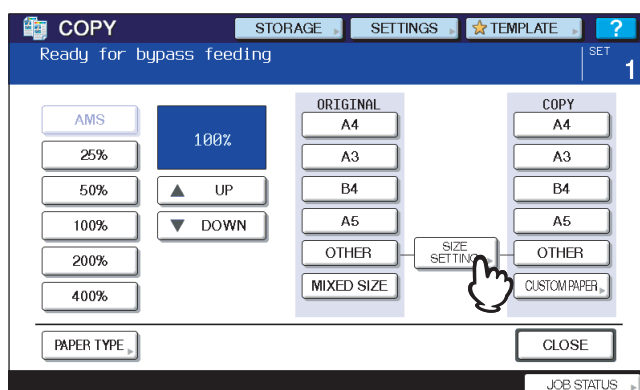 COPY
STORAGE
SETTINGS
TEMPLATE
?
Ready for bypass feeding
SET
1
AMS
25%
50%
100%
200%
400%
100%
UP
DOWN
ORIGINAL
A4
A3
B4
A5
OTHER
MIXED SIZE
SIZE
SETTING
COPY
A4
A3
B4
A5
OTHER
CUSTOM PAPER
PAPER TYPE
CLOSE
JOB STATUS